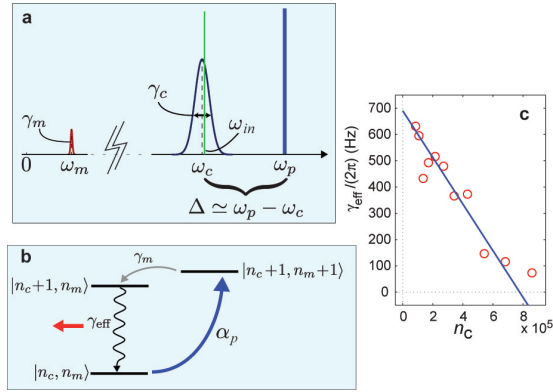 a
γc
γm
ωin
0
ωm
ωc
ωp
Δ ≃ ωp − ωc
b
γm
|nc+1, nm⟩
|nc+1, nm+1⟩
γeff
αp
|nc, nm⟩
c
γeff/(2π) (Hz)
700
600
500
400
300
200
100
0
0 2 4 6 8
nc
x 10^5